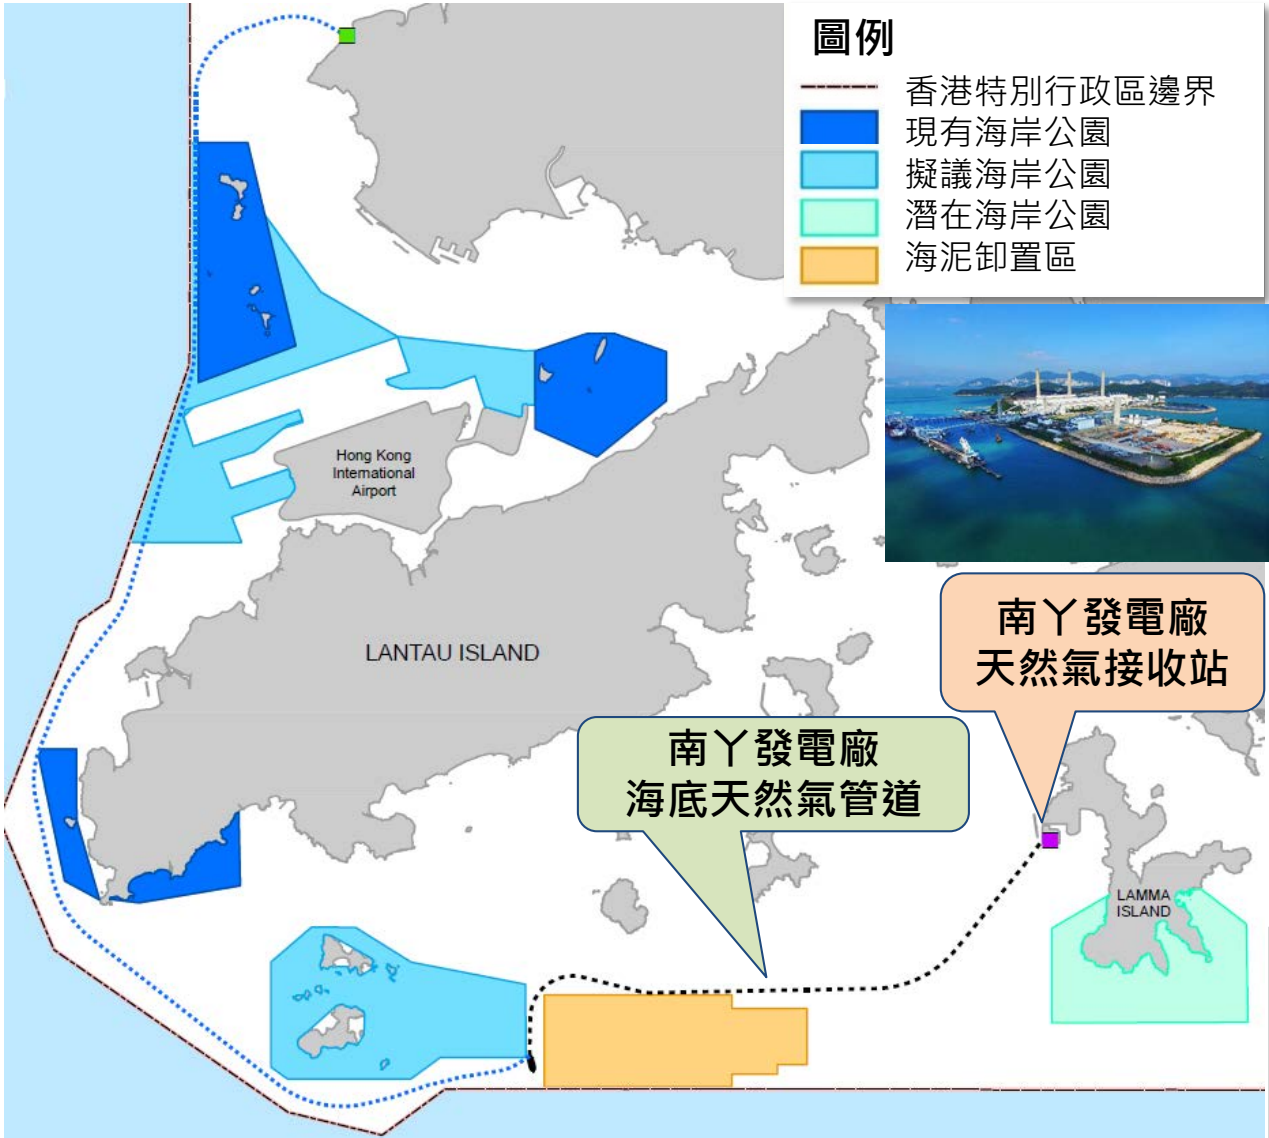 圖例
香港特別行政區邊界
現有海岸公園
擬議海岸公園
潛在海岸公園
海泥卸置區
Hong Kong
International
Airport
LANTAU ISLAND
南丫發電廠
天然氣接收站
南丫發電廠
海底天然氣管道
LAMMA
ISLAND